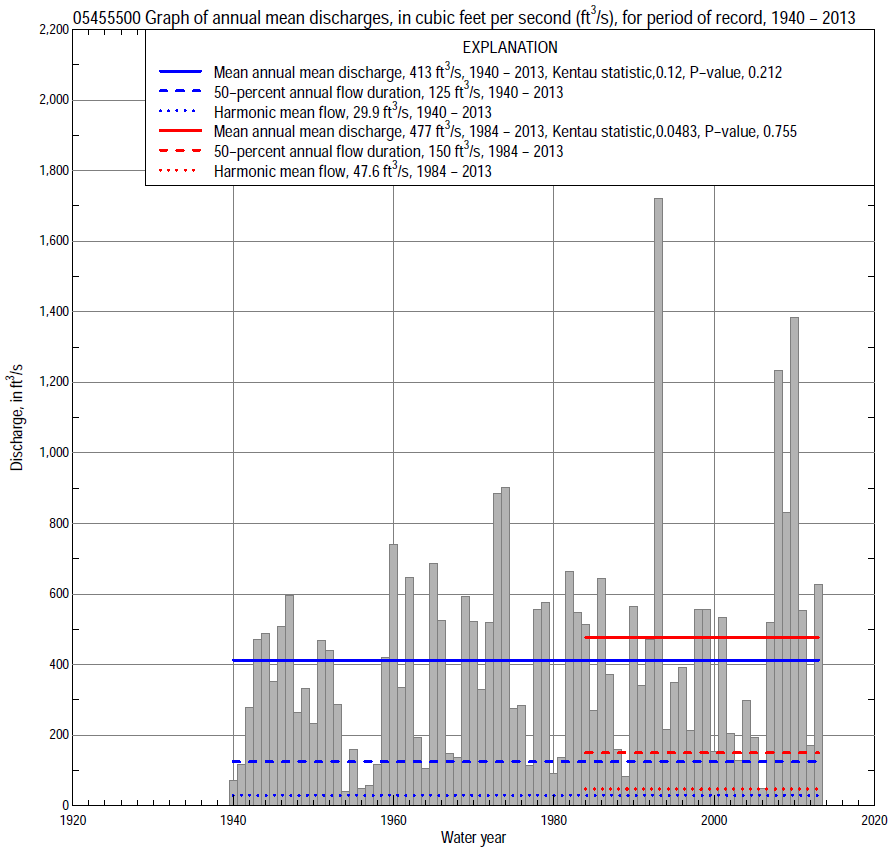 05455500 Graph of annual mean discharges, in cubic feet per second (ft³/s), for period of record, 1940 – 2013
EXPLANATION
Mean annual mean discharge, 413 ft³/s, 1940 – 2013, Kentau statistic,0.12, P–value, 0.212
50–percent annual flow duration, 125 ft³/s, 1940 – 2013
Harmonic mean flow, 29.9 ft³/s, 1940 – 2013
Mean annual mean discharge, 477 ft³/s, 1984 – 2013, Kentau statistic,0.0483, P–value, 0.755
50–percent annual flow duration, 150 ft³/s, 1984 – 2013
Harmonic mean flow, 47.6 ft³/s, 1984 – 2013
2,200
2,000
1,800
1,600
1,400
1,200
1,000
800
600
400
200
0
Discharge, in ft³/s
1920 1940 1960 1980 2000 2020
Water year